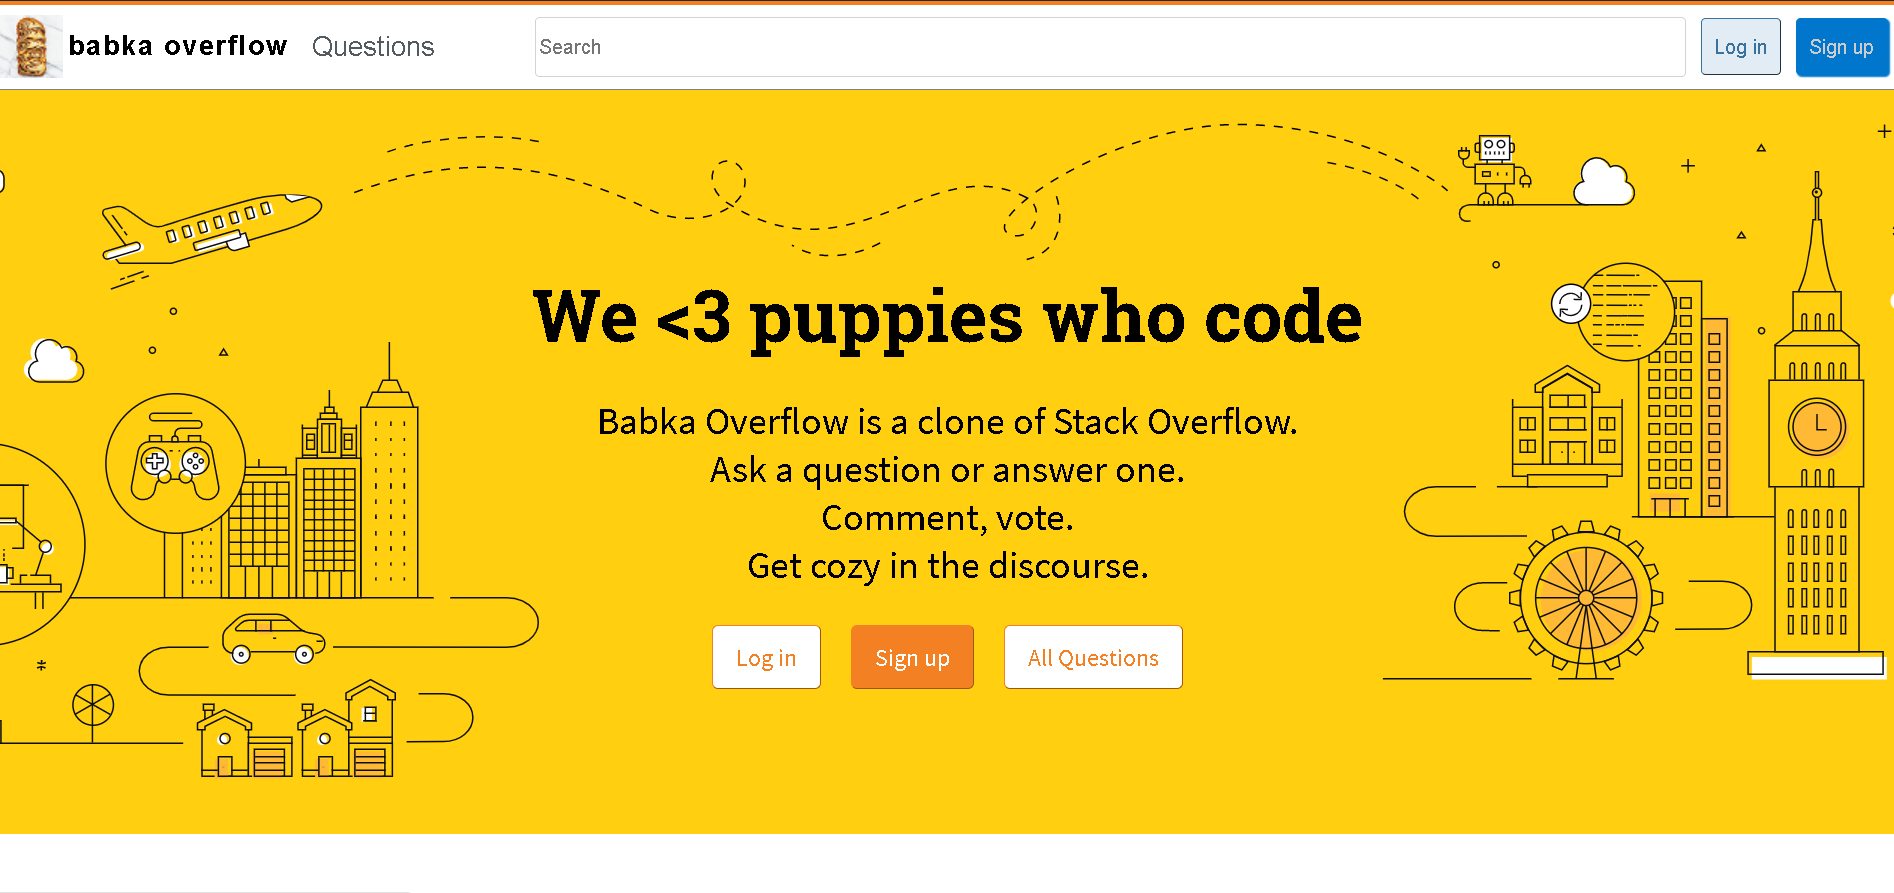 babka overflow Questions Search Log in Sign up
We <3 puppies who code
Babka Overflow is a clone of Stack Overflow.
Ask a question or answer one.
Comment, vote.
Get cozy in the discourse.
Log in Sign up All Questions